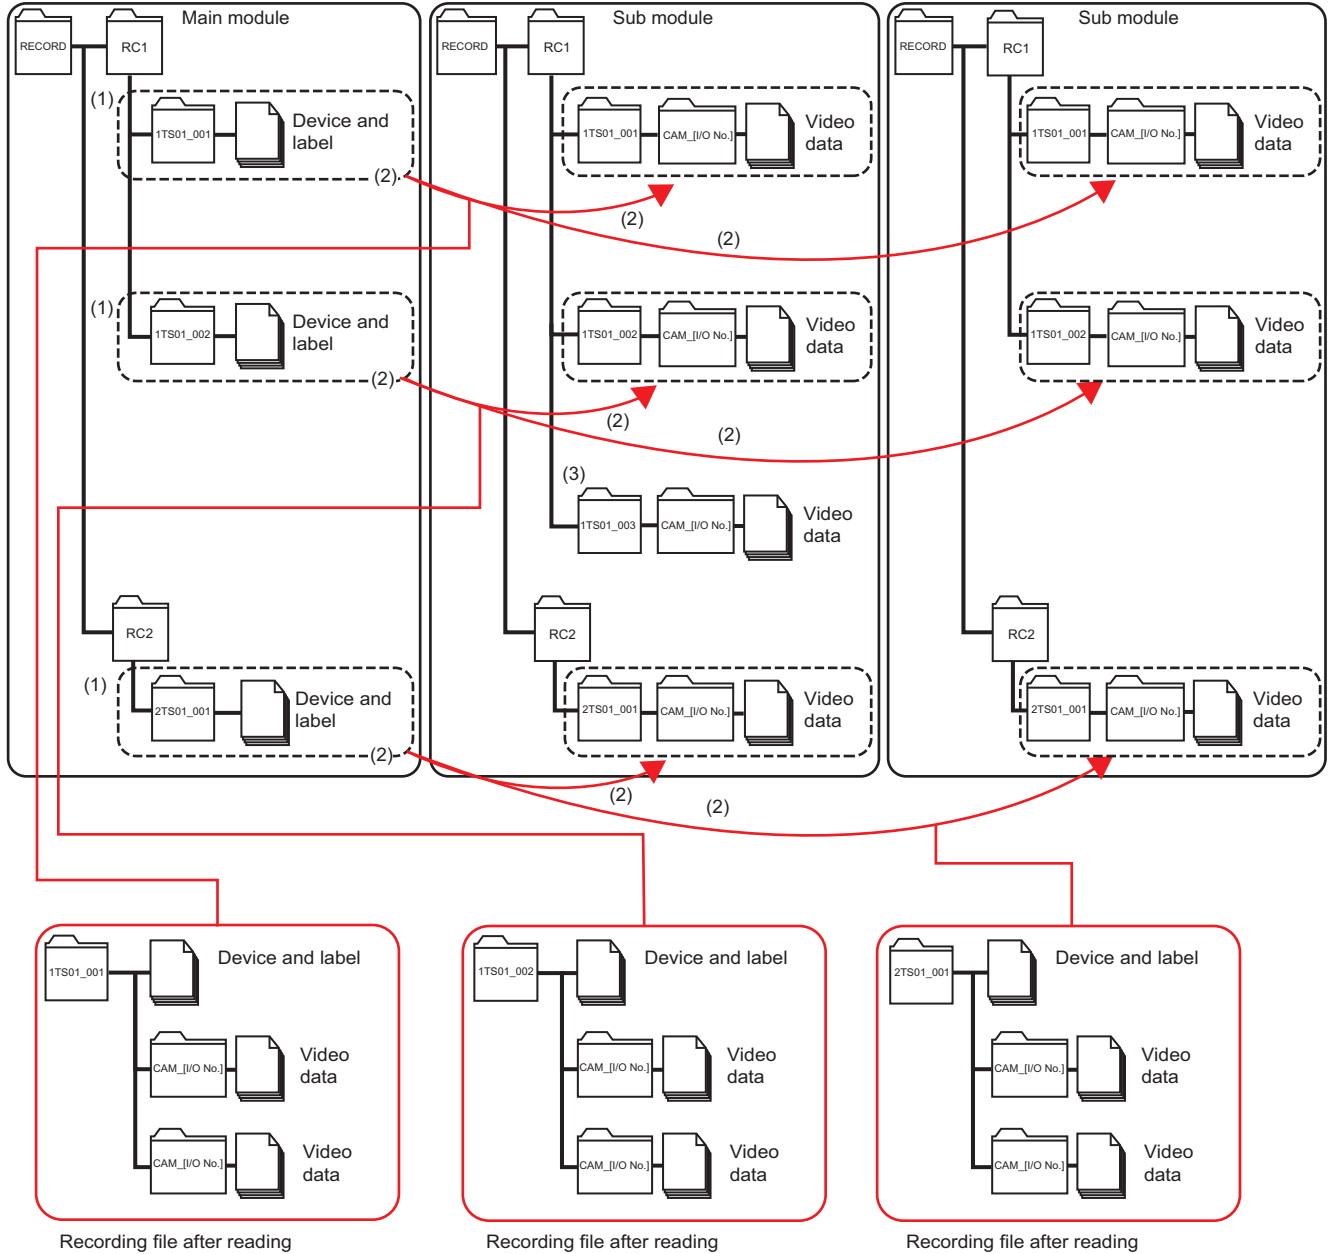 Main module
Sub module
Sub module
RECORD
RC1
RECORD
RC1
RECORD
RC1
(1)
1TS01_001
Device and
label
(2)
1TS01_001
CAM_[I/O No.]
Video
data
1TS01_001
CAM_[I/O No.]
Video
data
(2)
(2)
(1)
1TS01_002
Device and
label
(2)
1TS01_002
CAM_[I/O No.]
Video
data
1TS01_002
CAM_[I/O No.]
Video
data
(2)
(2)
(3)
1TS01_003
CAM_[I/O No.]
Video
data
RC2
RC2
RC2
(1)
2TS01_001
Device and
label
(2)
2TS01_001
CAM_[I/O No.]
Video
data
2TS01_001
CAM_[I/O No.]
Video
data
(2)
(2)
1TS01_001
Device and label
CAM_[I/O No.]
Video
data
CAM_[I/O No.]
Video
data
Recording file after reading
1TS01_002
Device and label
CAM_[I/O No.]
Video
data
CAM_[I/O No.]
Video
data
Recording file after reading
2TS01_001
Device and label
CAM_[I/O No.]
Video
data
CAM_[I/O No.]
Video
data
Recording file after reading